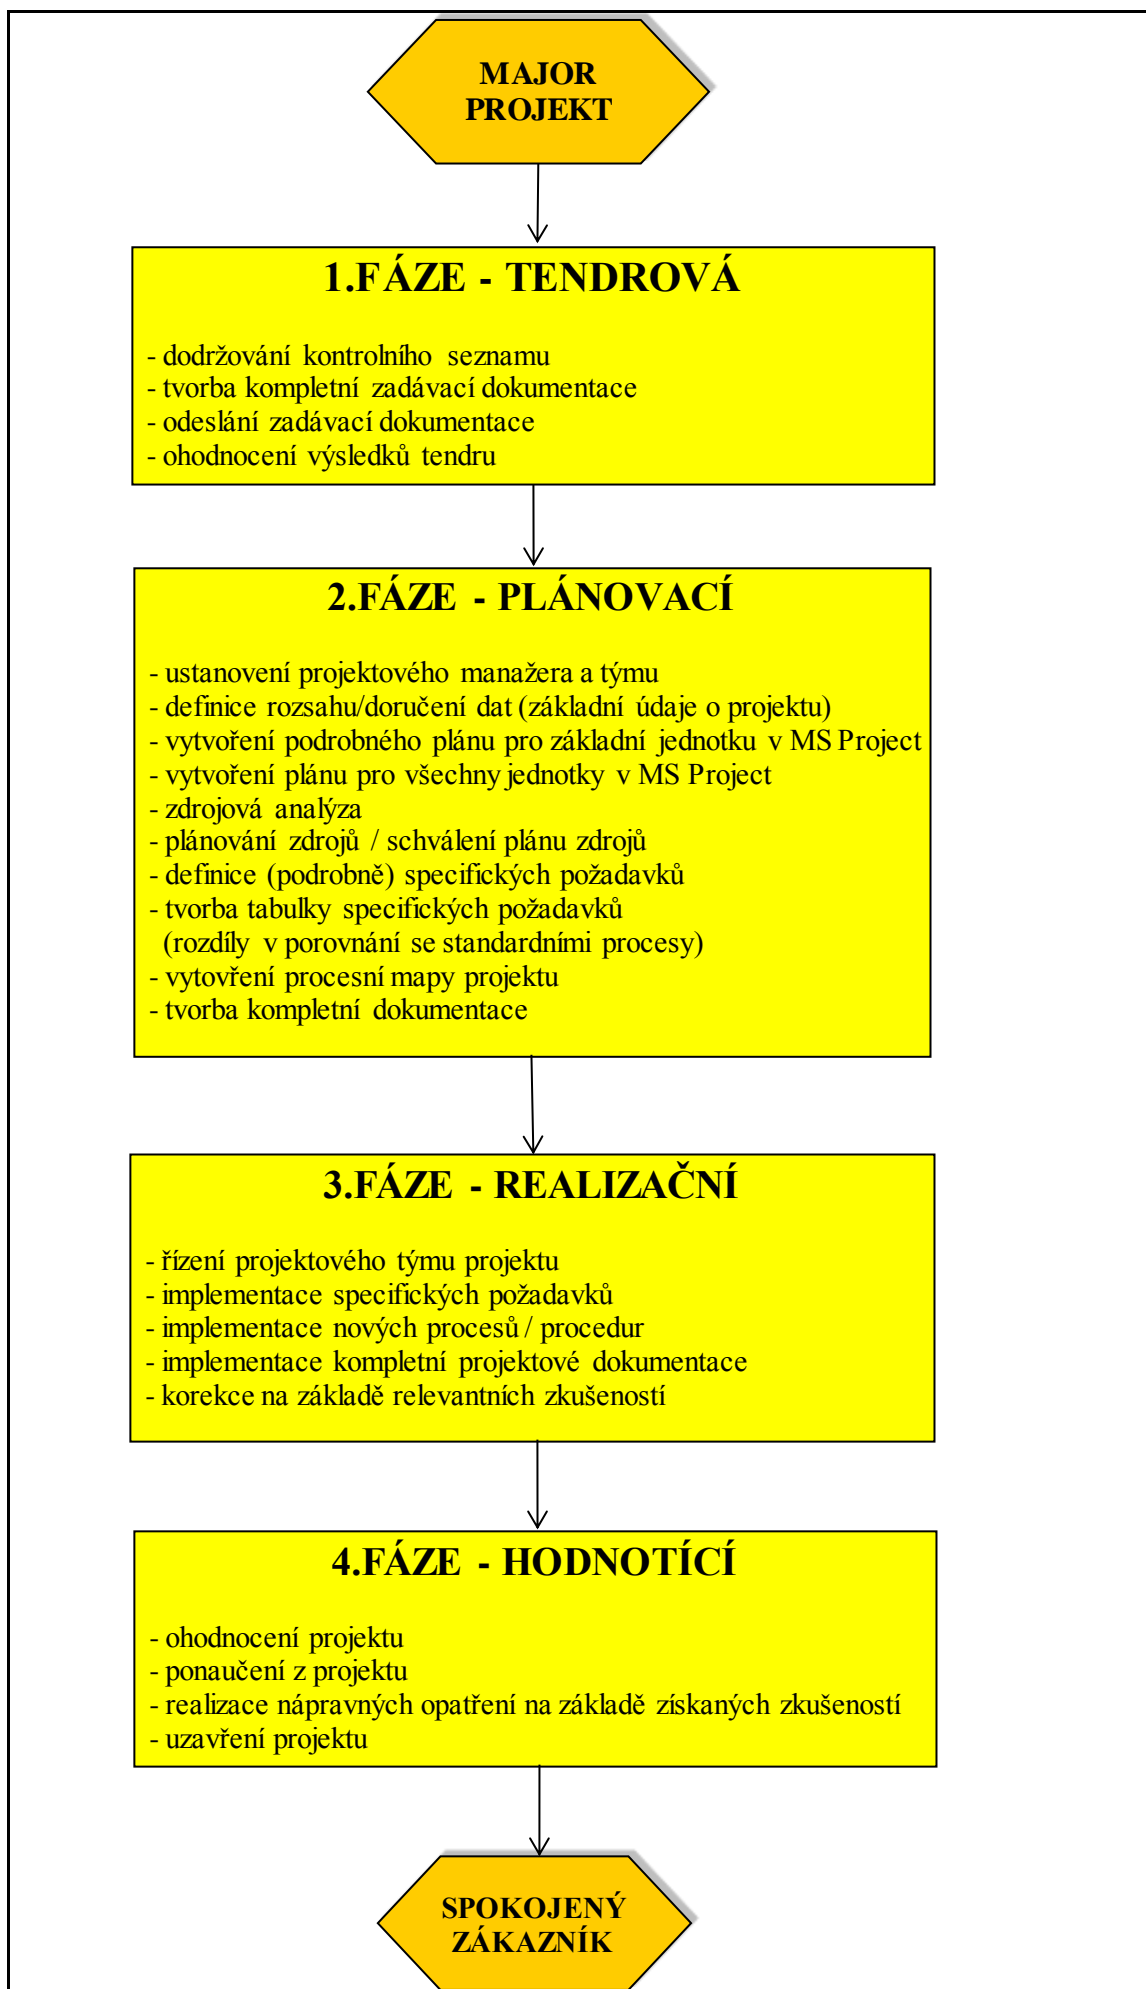 MAJOR
PROJEKT
1.FÁZE - TENDROVÁ
- dodržování kontrolního seznamu
- tvorba kompletní zadávací dokumentace
- odeslání zadávací dokumentace
- ohodnocení výsledků tendru
2.FÁZE - PLÁNOVACÍ
- ustanovení projektového manažera a týmu
- definice rozsahu/doručení dat (základní údaje o projektu)
- vytvoření podrobného plánu pro základní jednotku v MS Project
- vytvoření plánu pro všechny jednotky v MS Project
- zdrojová analýza
- plánování zdrojů / schválení plánu zdrojů
- definice (podrobně) specifických požadavků
- tvorba tabulky specifických požadavků
(rozdíly v porovnání se standardními procesy)
- vytovření procesní mapy projektu
- tvorba kompletní dokumentace
3.FÁZE - REALIZAČNÍ
- řízení projektového týmu projektu
- implementace specifických požadavků
- implementace nových procesů / procedur
- implementace kompletní projektové dokumentace
- korekce na základě relevantních zkušeností
4.FÁZE - HODNOTÍCÍ
- ohodnocení projektu
- ponaučení z projektu
- realizace nápravných opatření na základě získaných zkušeností
- uzavření projektu
SPOKOJENÝ
ZÁKAZNÍK